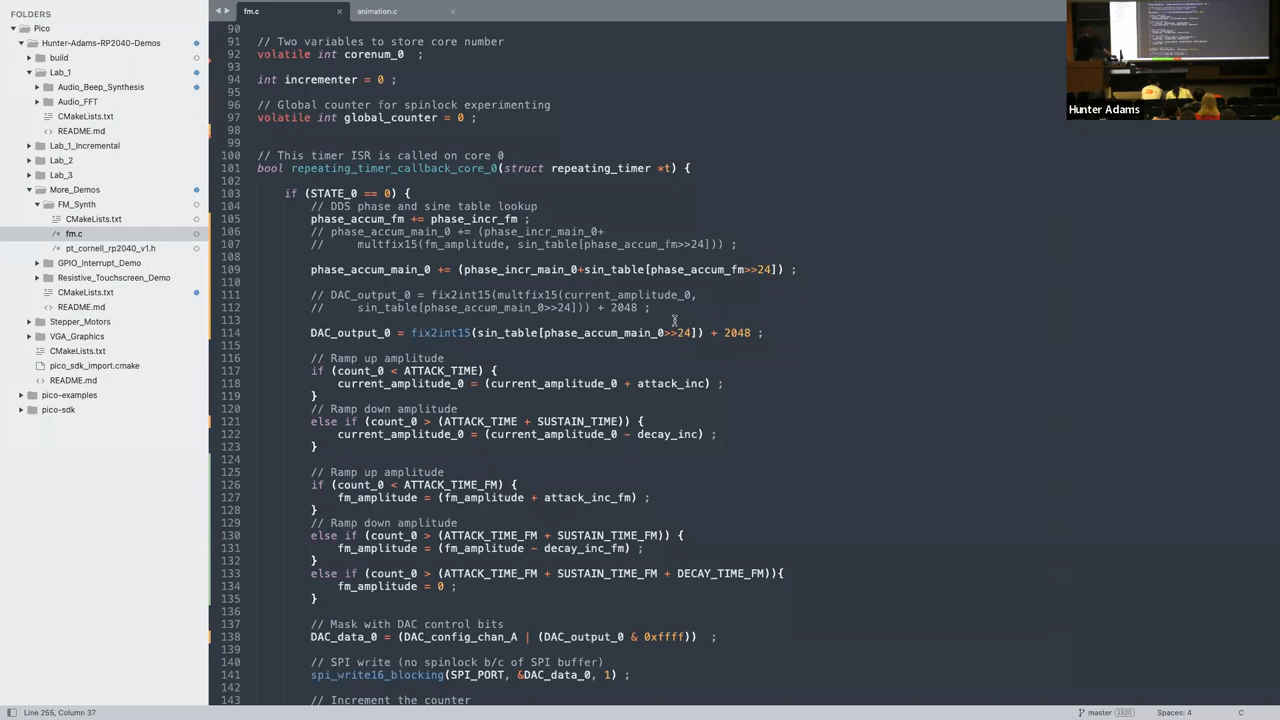 FOLDERS
Pico
Hunter-Adams-RP2040-Demos
build
Lab_1
Audio_Beep_Synthesis
Audio_FFT
CMakeLists.txt
README.md
Lab_1_Incremental
Lab_2
Lab_3
More_Demos
FM_Synth
CMakeLists.txt
fm.c
pt_cornell_rp2040_v1.h
GPIO_Interrupt_Demo
Resistive_Touchscreen_Demo
CMakeLists.txt
README.md
Stepper_Motors
VGA_Graphics
CMakeLists.txt
pico_sdk_import.cmake
README.md
pico-examples
pico-sdk
fm.c
animation.c
90
91 // Two variables to store core number
92 volatile int corenum_0
93
94 int incrementer = 0 ;
95
96 // Global counter for spinlock experimenting
97 volatile int global_counter = 0 ;
98
99
100 // This timer ISR is called on core 0
101 bool repeating_timer_callback_core_0(struct repeating_timer *t) {
102
103 if (STATE_0 == 0) {
104 // DDS phase and sine table lookup
105 phase_accum_fm += phase_incr_fm ;
106 // phase_accum_main_0 += (phase_incr_main_0+
107 // multfix15(fm_amplitude, sin_table[phase_accum_fm>>24])) ;
108
109 phase_accum_main_0 += (phase_incr_main_0+sin_table[phase_accum_fm>>24]) ;
110
111 // DAC_output_0 = fix2int15(multfix15(current_amplitude_0,
112 // sin_table[phase_accum_main_0>>24])) + 2048 ;
113
114 DAC_output_0 = fix2int15(sin_table[phase_accum_main_0>>24]) + 2048 ;
115
116 // Ramp up amplitude
117 if (count_0 < ATTACK_TIME) {
118 current_amplitude_0 = (current_amplitude_0 + attack_inc) ;
119 }
120 // Ramp down amplitude
121 else if (count_0 > (ATTACK_TIME + SUSTAIN_TIME)) {
122 current_amplitude_0 = (current_amplitude_0 - decay_inc) ;
123 }
124
125 // Ramp up amplitude
126 if (count_0 < ATTACK_TIME_FM) {
127 fm_amplitude = (fm_amplitude + attack_inc_fm) ;
128 }
129 // Ramp down amplitude
130 else if (count_0 > (ATTACK_TIME_FM + SUSTAIN_TIME_FM)) {
131 fm_amplitude = (fm_amplitude - decay_inc_fm) ;
132 }
133 else if (count_0 > (ATTACK_TIME_FM + SUSTAIN_TIME_FM + DECAY_TIME_FM)){
134 fm_amplitude = 0 ;
135 }
136
137 // Mask with DAC control bits
138 DAC_data_0 = (DAC_config_chan_A | (DAC_output_0 & 0xffff)) ;
139
140 // SPI write (no spinlock b/c of SPI buffer)
141 spi_write16_blocking(SPI_PORT, &DAC_data_0, 1) ;
142
143 // Increment the counter
Hunter Adams
Line 255, Column 37
master 3320
Spaces: 4
C